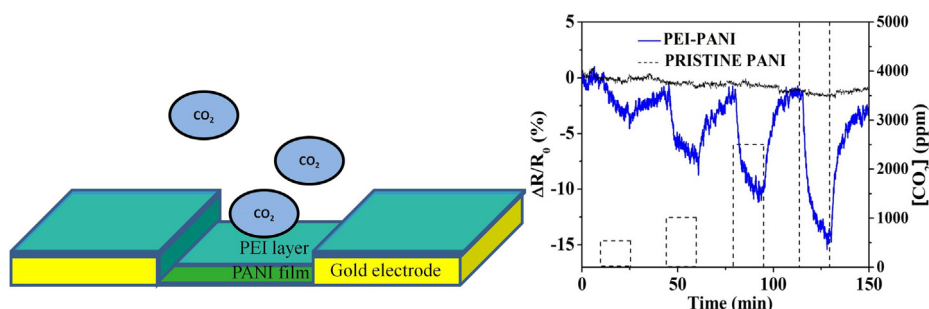 CO₂
CO₂
CO₂
PEI layer
PANI film
Gold electrode
PEI-PANI
PRISTINE PANI
5
0
-5
-10
-15
ΔR/R₀ (%)
5000
4000
3000
2000
1000
0
[CO₂] (ppm)
0
50
100
150
Time (min)